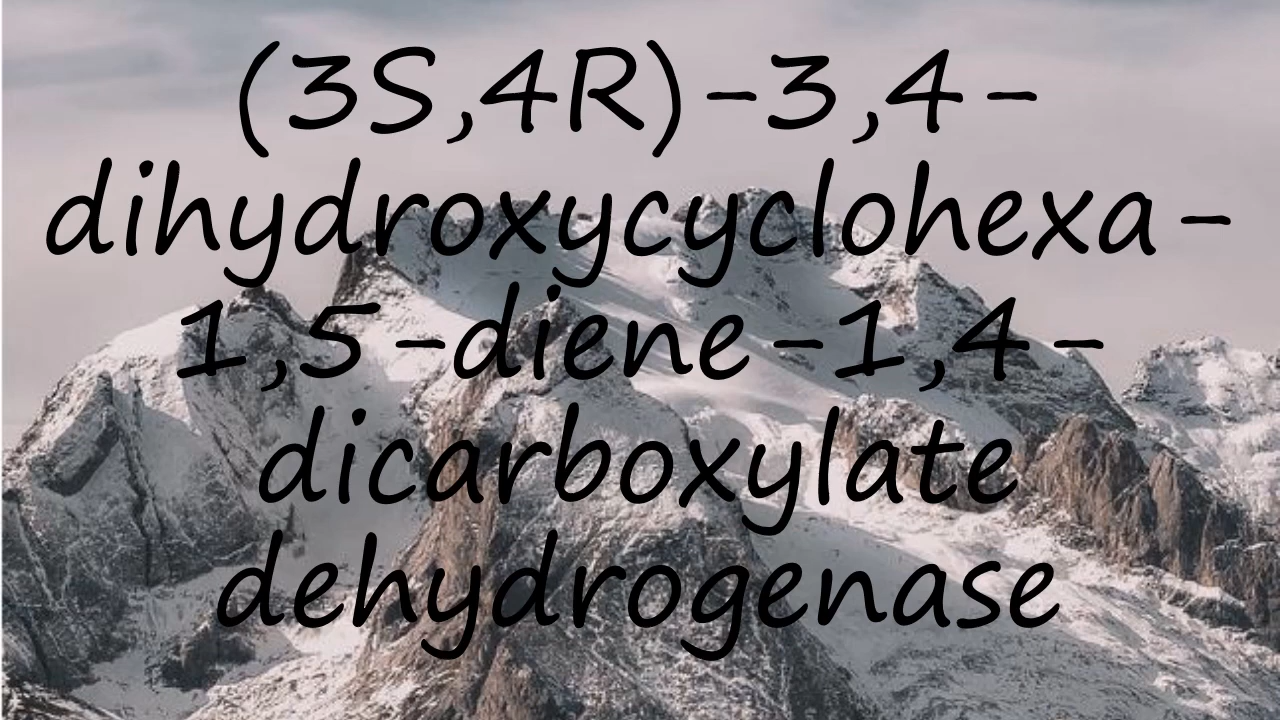 (3S,4R)-3,4-
dihydroxycyclohexa-
1,5-diene-1,4-
dicarboxylate
dehydrogenase